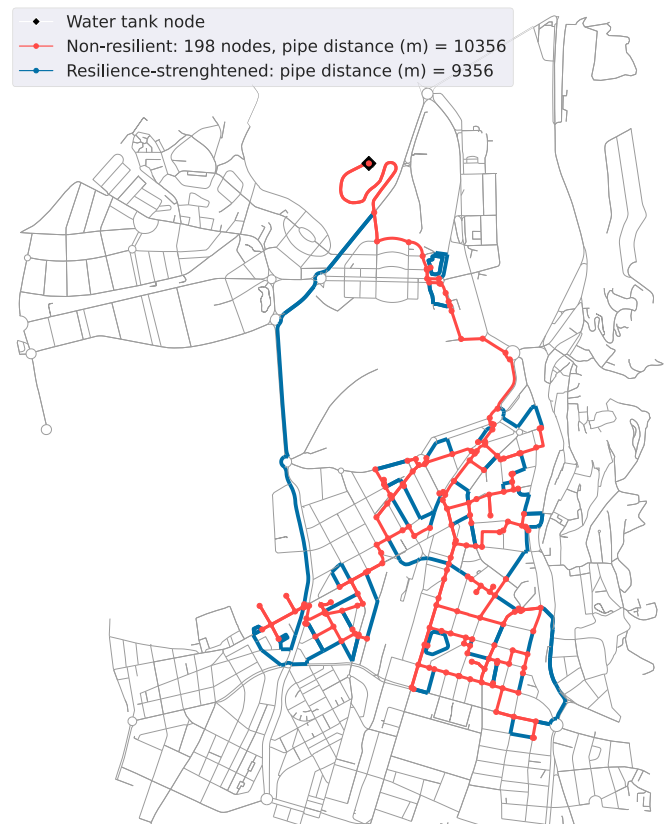 Water tank node
Non-resilient: 198 nodes, pipe distance (m) = 10356
Resilience-strenghtened: pipe distance (m) = 9356